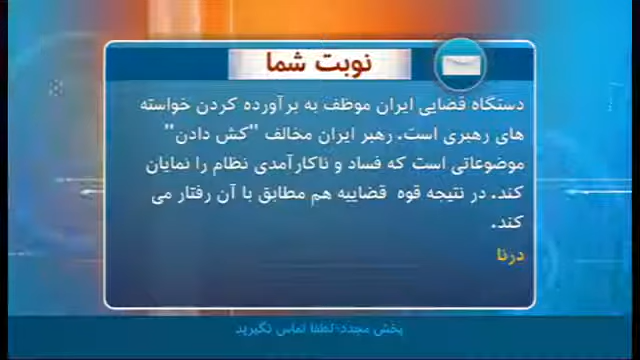 نوبت شما
دستگاه قضایی ایران موظف به برآورده کردن خواسته
های رهبری است. رهبر ایران مخالف "کش دادن"
موضوعاتی است که فساد و ناکارآمدی نظام را نمایان
کند. در نتیجه قوه قضاییه هم مطابق با آن رفتار می
کند.
درنا
پخش مجدد-لطفا تماس نگیرید